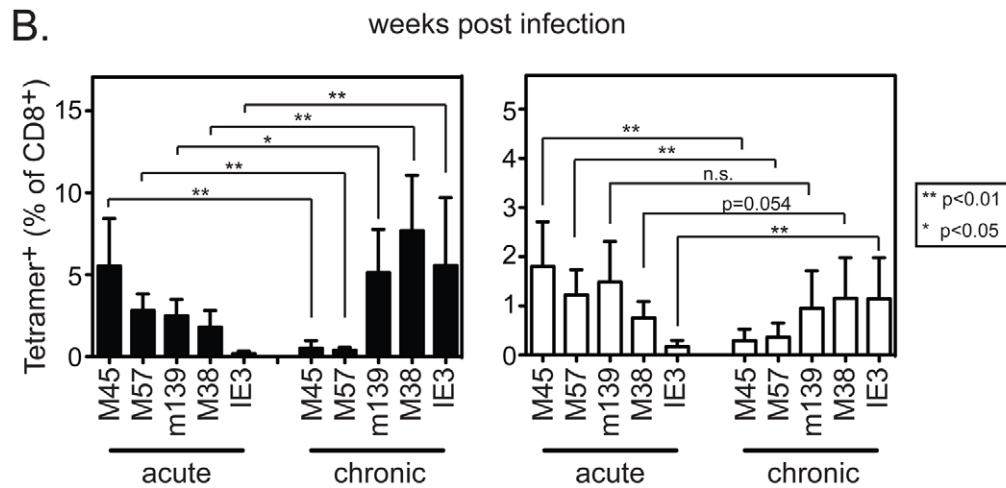 B.
weeks post infection
Tetramer+ (% of CD8+)
15
10
5
0
**
**
*
**
**
M45 M57 m139 M38 IE3 M45 M57 m139 M38 IE3
acute chronic
5
4
3
2
1
0
**
**
n.s.
p=0.054
**
M45 M57 m139 M38 IE3 M45 M57 m139 M38 IE3
acute chronic
** p<0.01
* p<0.05